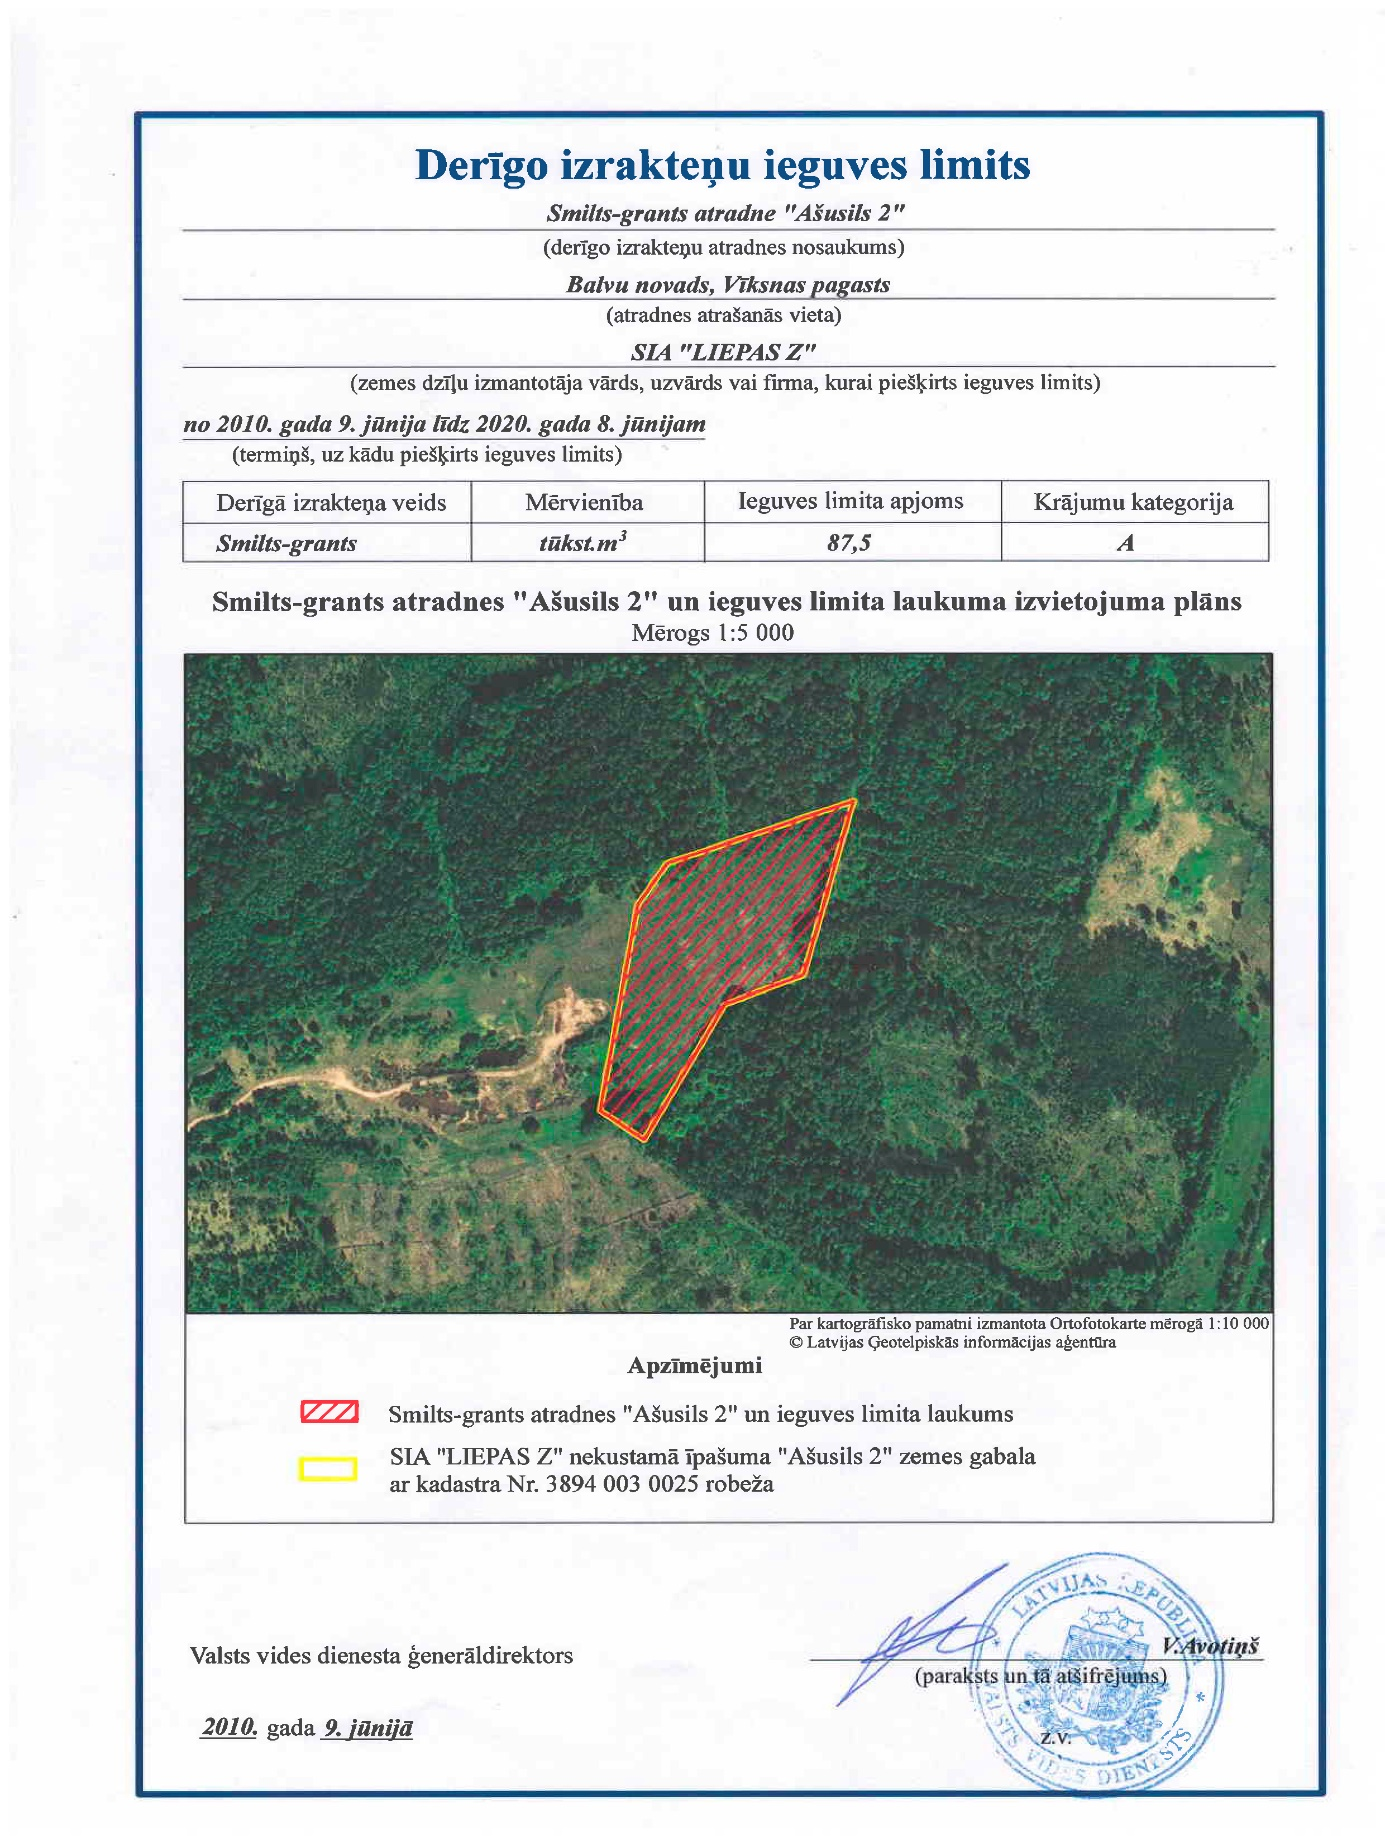 Derīgo izrakteņu ieguves limits
Smilts-grants atradne "Ašusils 2"
(derīgo izrakteņu atradnes nosaukums)
Balvu novads, Vīksnas pagasts
(atradnes atrašanās vieta)
SIA "LIEPAS Z"
(zemes dzīļu izmantotāja vārds, uzvārds vai firma, kurai piešķirts ieguves limits)
no 2010. gada 9. jūnija līdz 2020. gada 8. jūnijam
(termiņš, uz kādu piešķirts ieguves limits)
Derīgā izrakteņa veids Mērvienība Ieguves limita apjoms Krājumu kategorija
Smilts-grants tūkst.m³ 87,5 A
Smilts-grants atradnes "Ašusils 2" un ieguves limita laukuma izvietojuma plāns
Mērogs 1:5 000
Par kartogrāfisko pamatni izmantota Ortofotokarte mērogā 1:10 000
© Latvijas Ģeotelpiskās informācijas aģentūra
Apzīmējumi
Smilts-grants atradnes "Ašusils 2" un ieguves limita laukums
SIA "LIEPAS Z" nekustamā īpašuma "Ašusils 2" zemes gabala
ar kadastra Nr. 3894 003 0025 robeža
LATVIJAS REPUBLIKA
Valsts vides dienesta ģenerāldirektors V.Avotiņš
(paraksts un tā atšifrējums)
2010. gada 9. jūnijā
z.v.
VALSTS VIDES DIENESTS